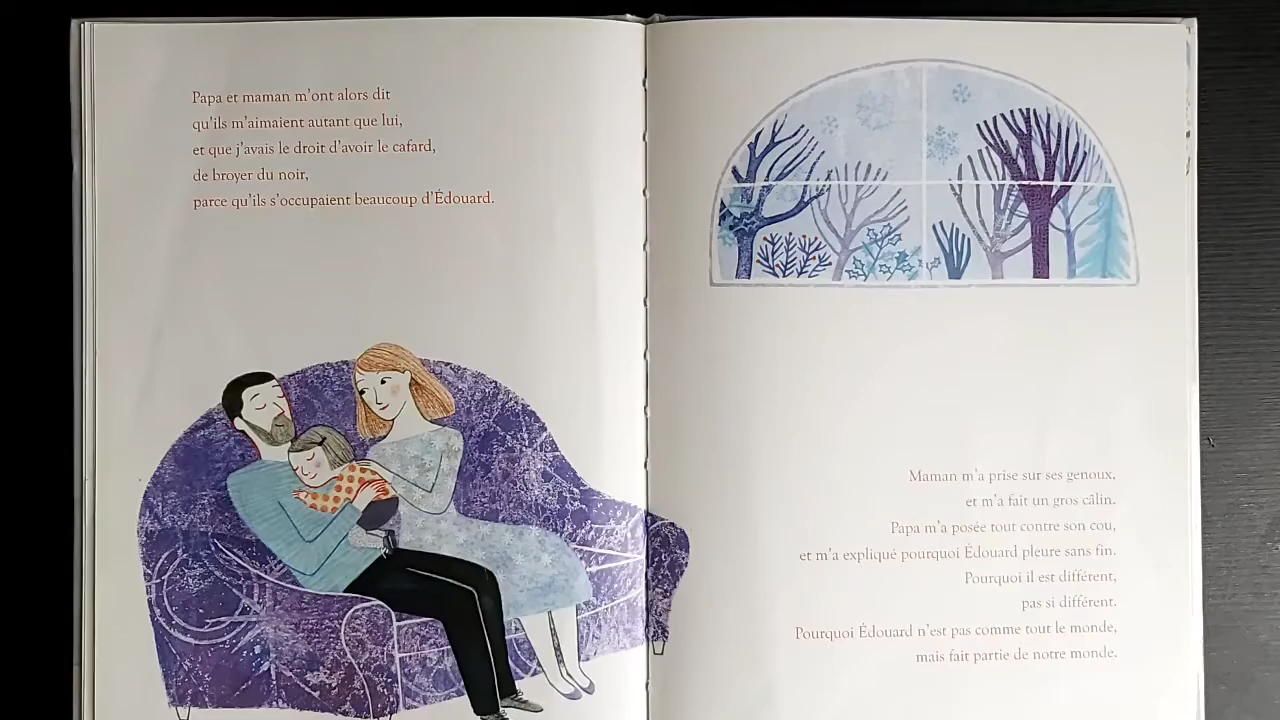 Papa et maman m'ont alors dit
qu'ils m'aimaient autant que lui,
et que j'avais le droit d'avoir le cafard,
de broyer du noir,
parce qu'ils s'occupaient beaucoup d'Édouard.
Maman m'a prise sur ses genoux,
et m'a fait un gros câlin.
Papa m'a posée tout contre son cou,
et m'a expliqué pourquoi Édouard pleure sans fin.
Pourquoi il est différent,
pas si différent.
Pourquoi Édouard n'est pas comme tout le monde,
mais fait partie de notre monde.